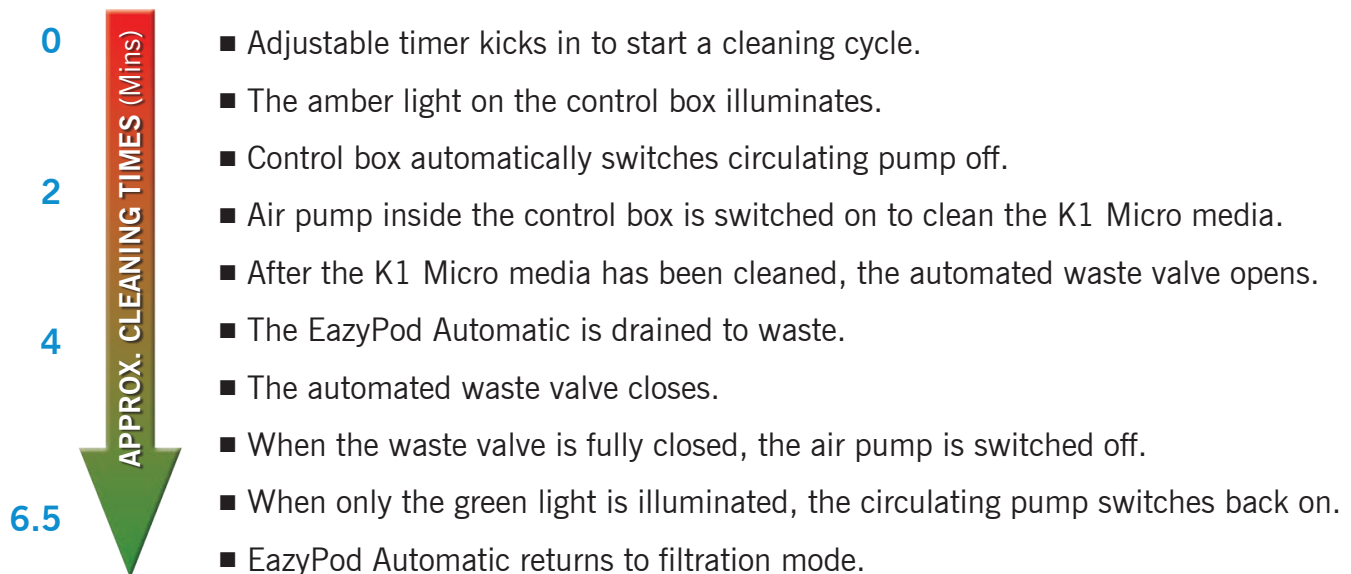 0
APPROX. CLEANING TIMES (Mins)
■ Adjustable timer kicks in to start a cleaning cycle.
■ The amber light on the control box illuminates.
■ Control box automatically switches circulating pump off.
2
■ Air pump inside the control box is switched on to clean the K1 Micro media.
■ After the K1 Micro media has been cleaned, the automated waste valve opens.
4
■ The EazyPod Automatic is drained to waste.
■ The automated waste valve closes.
■ When the waste valve is fully closed, the air pump is switched off.
6.5
■ When only the green light is illuminated, the circulating pump switches back on.
■ EazyPod Automatic returns to filtration mode.